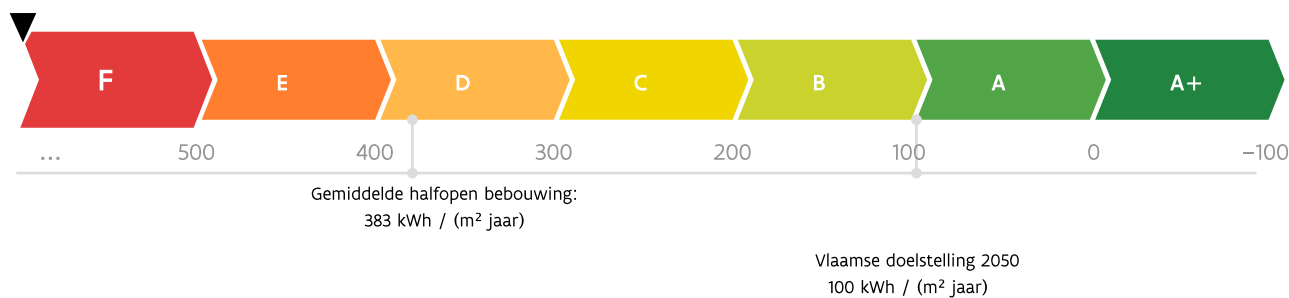 F E D C B A A+
... 500 400 300 200 100 0 −100
Gemiddelde halfopen bebouwing:
383 kWh / (m² jaar)
Vlaamse doelstelling 2050
100 kWh / (m² jaar)